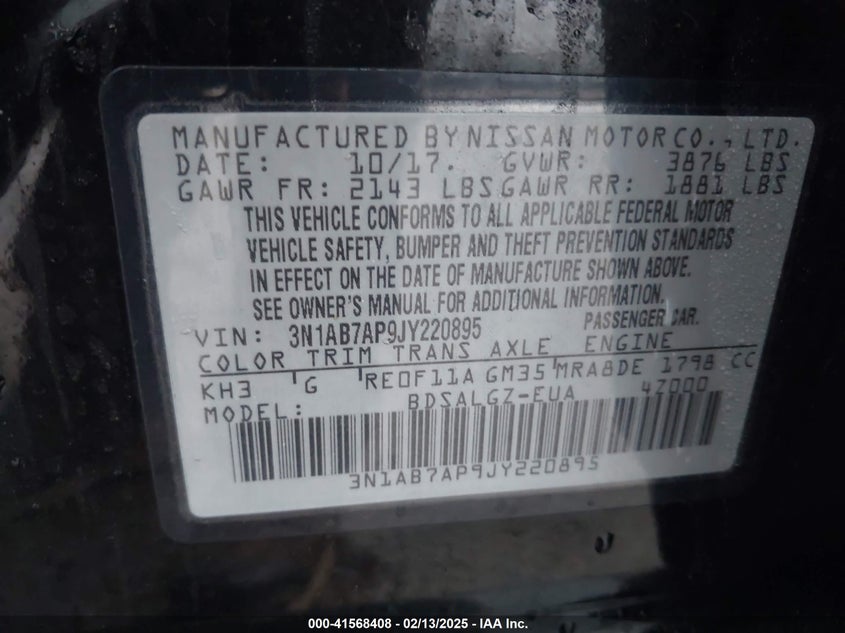 MANUFACTURED BY NISSAN MOTOR CO., LTD.
DATE: 10/17. GVWR: 3876 LBS
GAWR FR: 2143 LBS GAWR RR: 1881 LBS
THIS VEHICLE CONFORMS TO ALL APPLICABLE FEDERAL MOTOR
VEHICLE SAFETY, BUMPER AND THEFT PREVENTION STANDARDS
IN EFFECT ON THE DATE OF MANUFACTURE SHOWN ABOVE.
SEE OWNER'S MANUAL FOR ADDITIONAL INFORMATION.
VIN: 3N1AB7AP9JY220895 PASSENGER CAR.
COLOR TRIM TRANS AXLE ENGINE
KH3 G RE0F11A GM35 MRA8DE 1798 CC
MODEL: BDSALGZ-EUA 4Z000
3N1AB7AP9JY220895
000-41568408 - 02/13/2025 - IAA Inc.